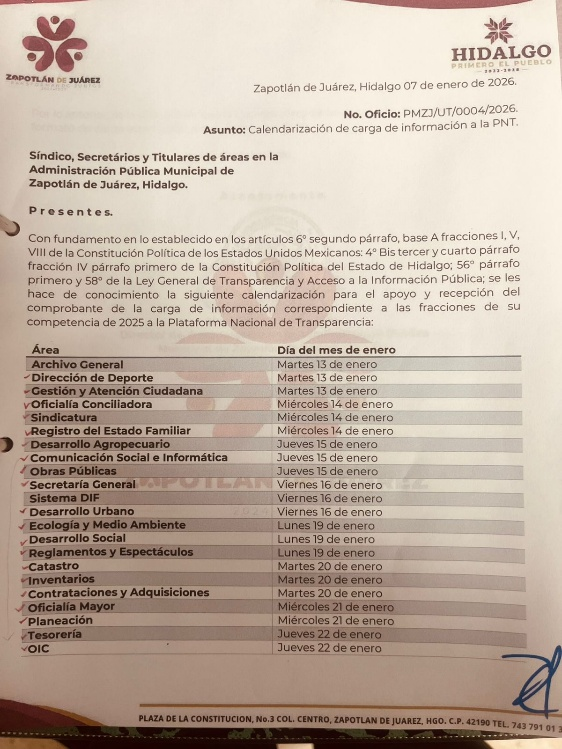 ZAPOTLÁN DE JUÁREZ
HIDALGO
PRIMERO EL PUEBLO
2022-2028
Zapotlán de Juárez, Hidalgo 07 de enero de 2026.
No. Oficio: PMZJ/UT/0004/2026.
Asunto: Calendarización de carga de información a la PNT.
Síndico, Secretários y Titulares de áreas en la
Administración Pública Municipal de
Zapotlán de Juárez, Hidalgo.
Presentes.
Con fundamento en lo establecido en los artículos 6º segundo párrafo, base A fracciones I, V,
VIII de la Constitución Política de los Estados Unidos Mexicanos: 4º Bis tercer y cuarto párrafo
fracción IV párrafo primero de la Constitución Política del Estado de Hidalgo; 56º párrafo
primero y 58º de la Ley General de Transparencia y Acceso a la Información Pública; se les
hace de conocimiento la siguiente calendarización para el apoyo y recepción del
comprobante de la carga de información correspondiente a las fracciones de su
competencia de 2025 a la Plataforma Nacional de Transparencia:
Área Día del mes de enero
Archivo General Martes 13 de enero
Dirección de Deporte Martes 13 de enero
Gestión y Atención Ciudadana Martes 13 de enero
Oficialía Conciliadora Miércoles 14 de enero
Sindicatura Miércoles 14 de enero
Registro del Estado Familiar Miércoles 14 de enero
Desarrollo Agropecuario Jueves 15 de enero
Comunicación Social e Informática Jueves 15 de enero
Obras Públicas Jueves 15 de enero
Secretaría General Viernes 16 de enero
Sistema DIF Viernes 16 de enero
Desarrollo Urbano Viernes 16 de enero
Ecología y Medio Ambiente Lunes 19 de enero
Desarrollo Social Lunes 19 de enero
Reglamentos y Espectáculos Lunes 19 de enero
Catastro Martes 20 de enero
Inventarios Martes 20 de enero
Contrataciones y Adquisiciones Martes 20 de enero
Oficialía Mayor Miércoles 21 de enero
Planeación Miércoles 21 de enero
Tesorería Jueves 22 de enero
OIC Jueves 22 de enero
PLAZA DE LA CONSTITUCION, No.3 COL. CENTRO, ZAPOTLAN DE JUAREZ, HGO. C.P. 42190 TEL. 743 791 01 3